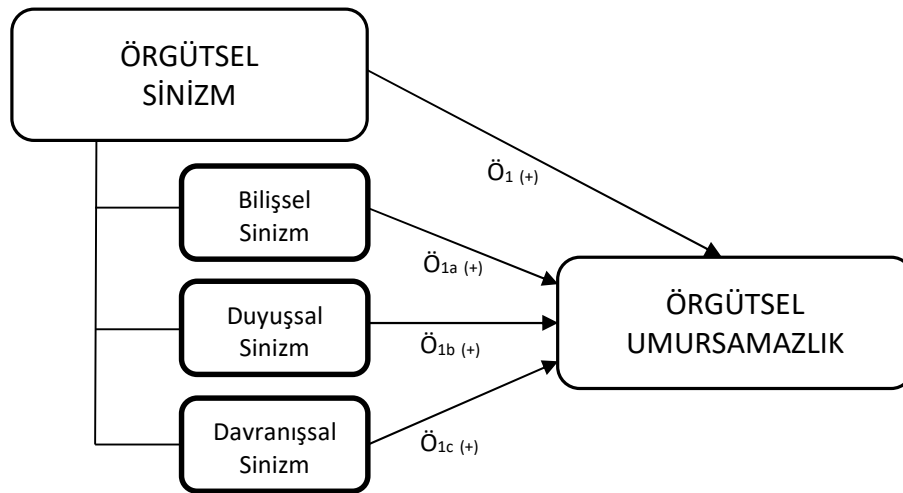 ÖRGÜTSEL
SİNİZM
Ö1 (+)
Bilişsel
Sinizm
Ö1a (+)
Duyuşsal
Sinizm
Ö1b (+)
Davranışsal
Sinizm
Ö1c (+)
ÖRGÜTSEL
UMURSAMAZLIK